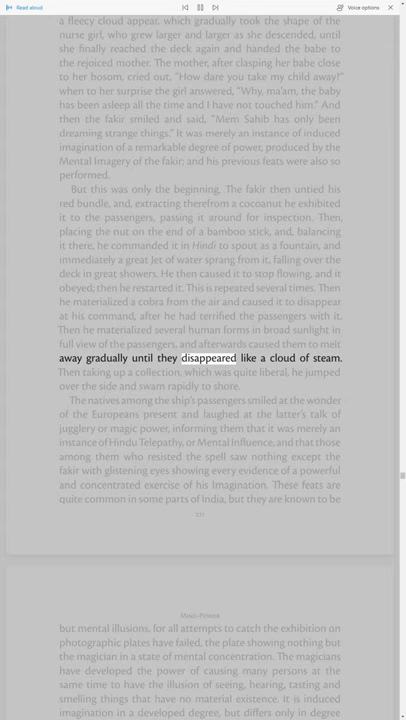 Read aloud
Voice options
a fleecy cloud appear, which gradually took the shape of the
nurse girl, who grew larger and larger as she descended, until
she finally reached the deck again and handed the babe to
the rejoiced mother. The mother, after clasping her babe close
to her bosom, cried out, "How dare you take my child away?"
when to her surprise the girl answered, "Why, ma'am, the baby
has been asleep all the time and I have not touched him." And
then the fakir smiled and said, "Mem Sahib has only been
dreaming strange things." It was merely an instance of induced
imagination of a remarkable degree of power, produced by the
Mental Imagery of the fakir; and his previous feats were also so
performed.
But this was only the beginning. The fakir then untied his
red bundle, and, extracting therefrom a cocoanut he exhibited
it to the passengers, passing it around for inspection. Then,
placing the nut on the end of a bamboo stick, and, balancing
it there, he commanded it in Hindi to spout as a fountain, and
immediately a great Jet of water sprang from it, falling over the
deck in great showers. He then caused it to stop flowing, and it
obeyed; then he restarted it. This is repeated several times. Then
he materialized a cobra from the air and caused it to disappear
at his command, after he had terrified the passengers with it.
Then he materialized several human forms in broad sunlight in
full view of the passengers, and afterwards caused them to melt
away gradually until they disappeared like a cloud of steam.
Then taking up a collection, which was quite liberal, he jumped
over the side and swam rapidly to shore.
The natives among the ship's passengers smiled at the wonder
of the Europeans present and laughed at the latter's talk of
jugglery or magic power, informing them that it was merely an
instance of Hindu Telepathy, or Mental Influence, and that those
among them who resisted the spell saw nothing except the
fakir with glistening eyes showing every evidence of a powerful
and concentrated exercise of his Imagination. These feats are
quite common in some parts of India, but they are known to be
Mind-Power
but mental illusions, for all attempts to catch the exhibition on
photographic plates have failed, the plate showing nothing but
the magician in a state of mental concentration. The magicians
have developed the power of causing many persons at the
same time to have the illusion of seeing, hearing, tasting and
smelling things that have no material existence. It is induced
imagination in a developed degree, but differs only in degree